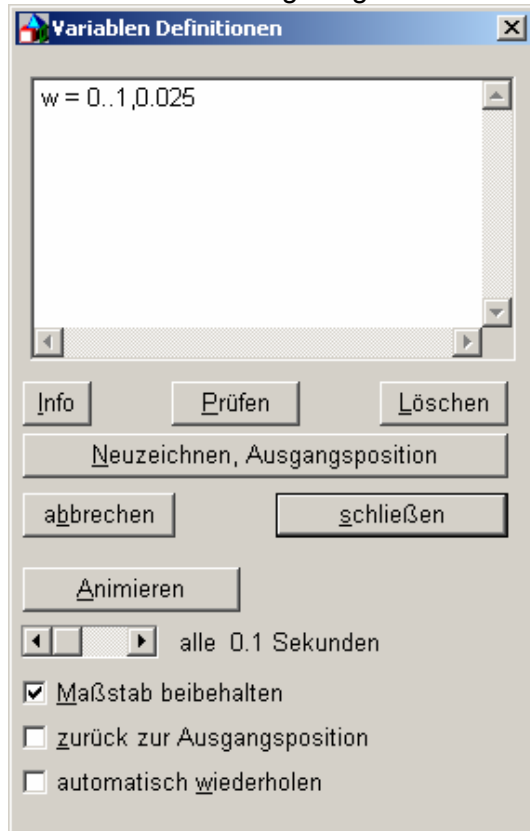 Variablen Definitionen
w = 0..1,0.025
Info Prüfen Löschen
Neuzeichnen, Ausgangsposition
abbrechen schließen
Animieren
alle 0.1 Sekunden
Maßstab beibehalten
zurück zur Ausgangsposition
automatisch wiederholen